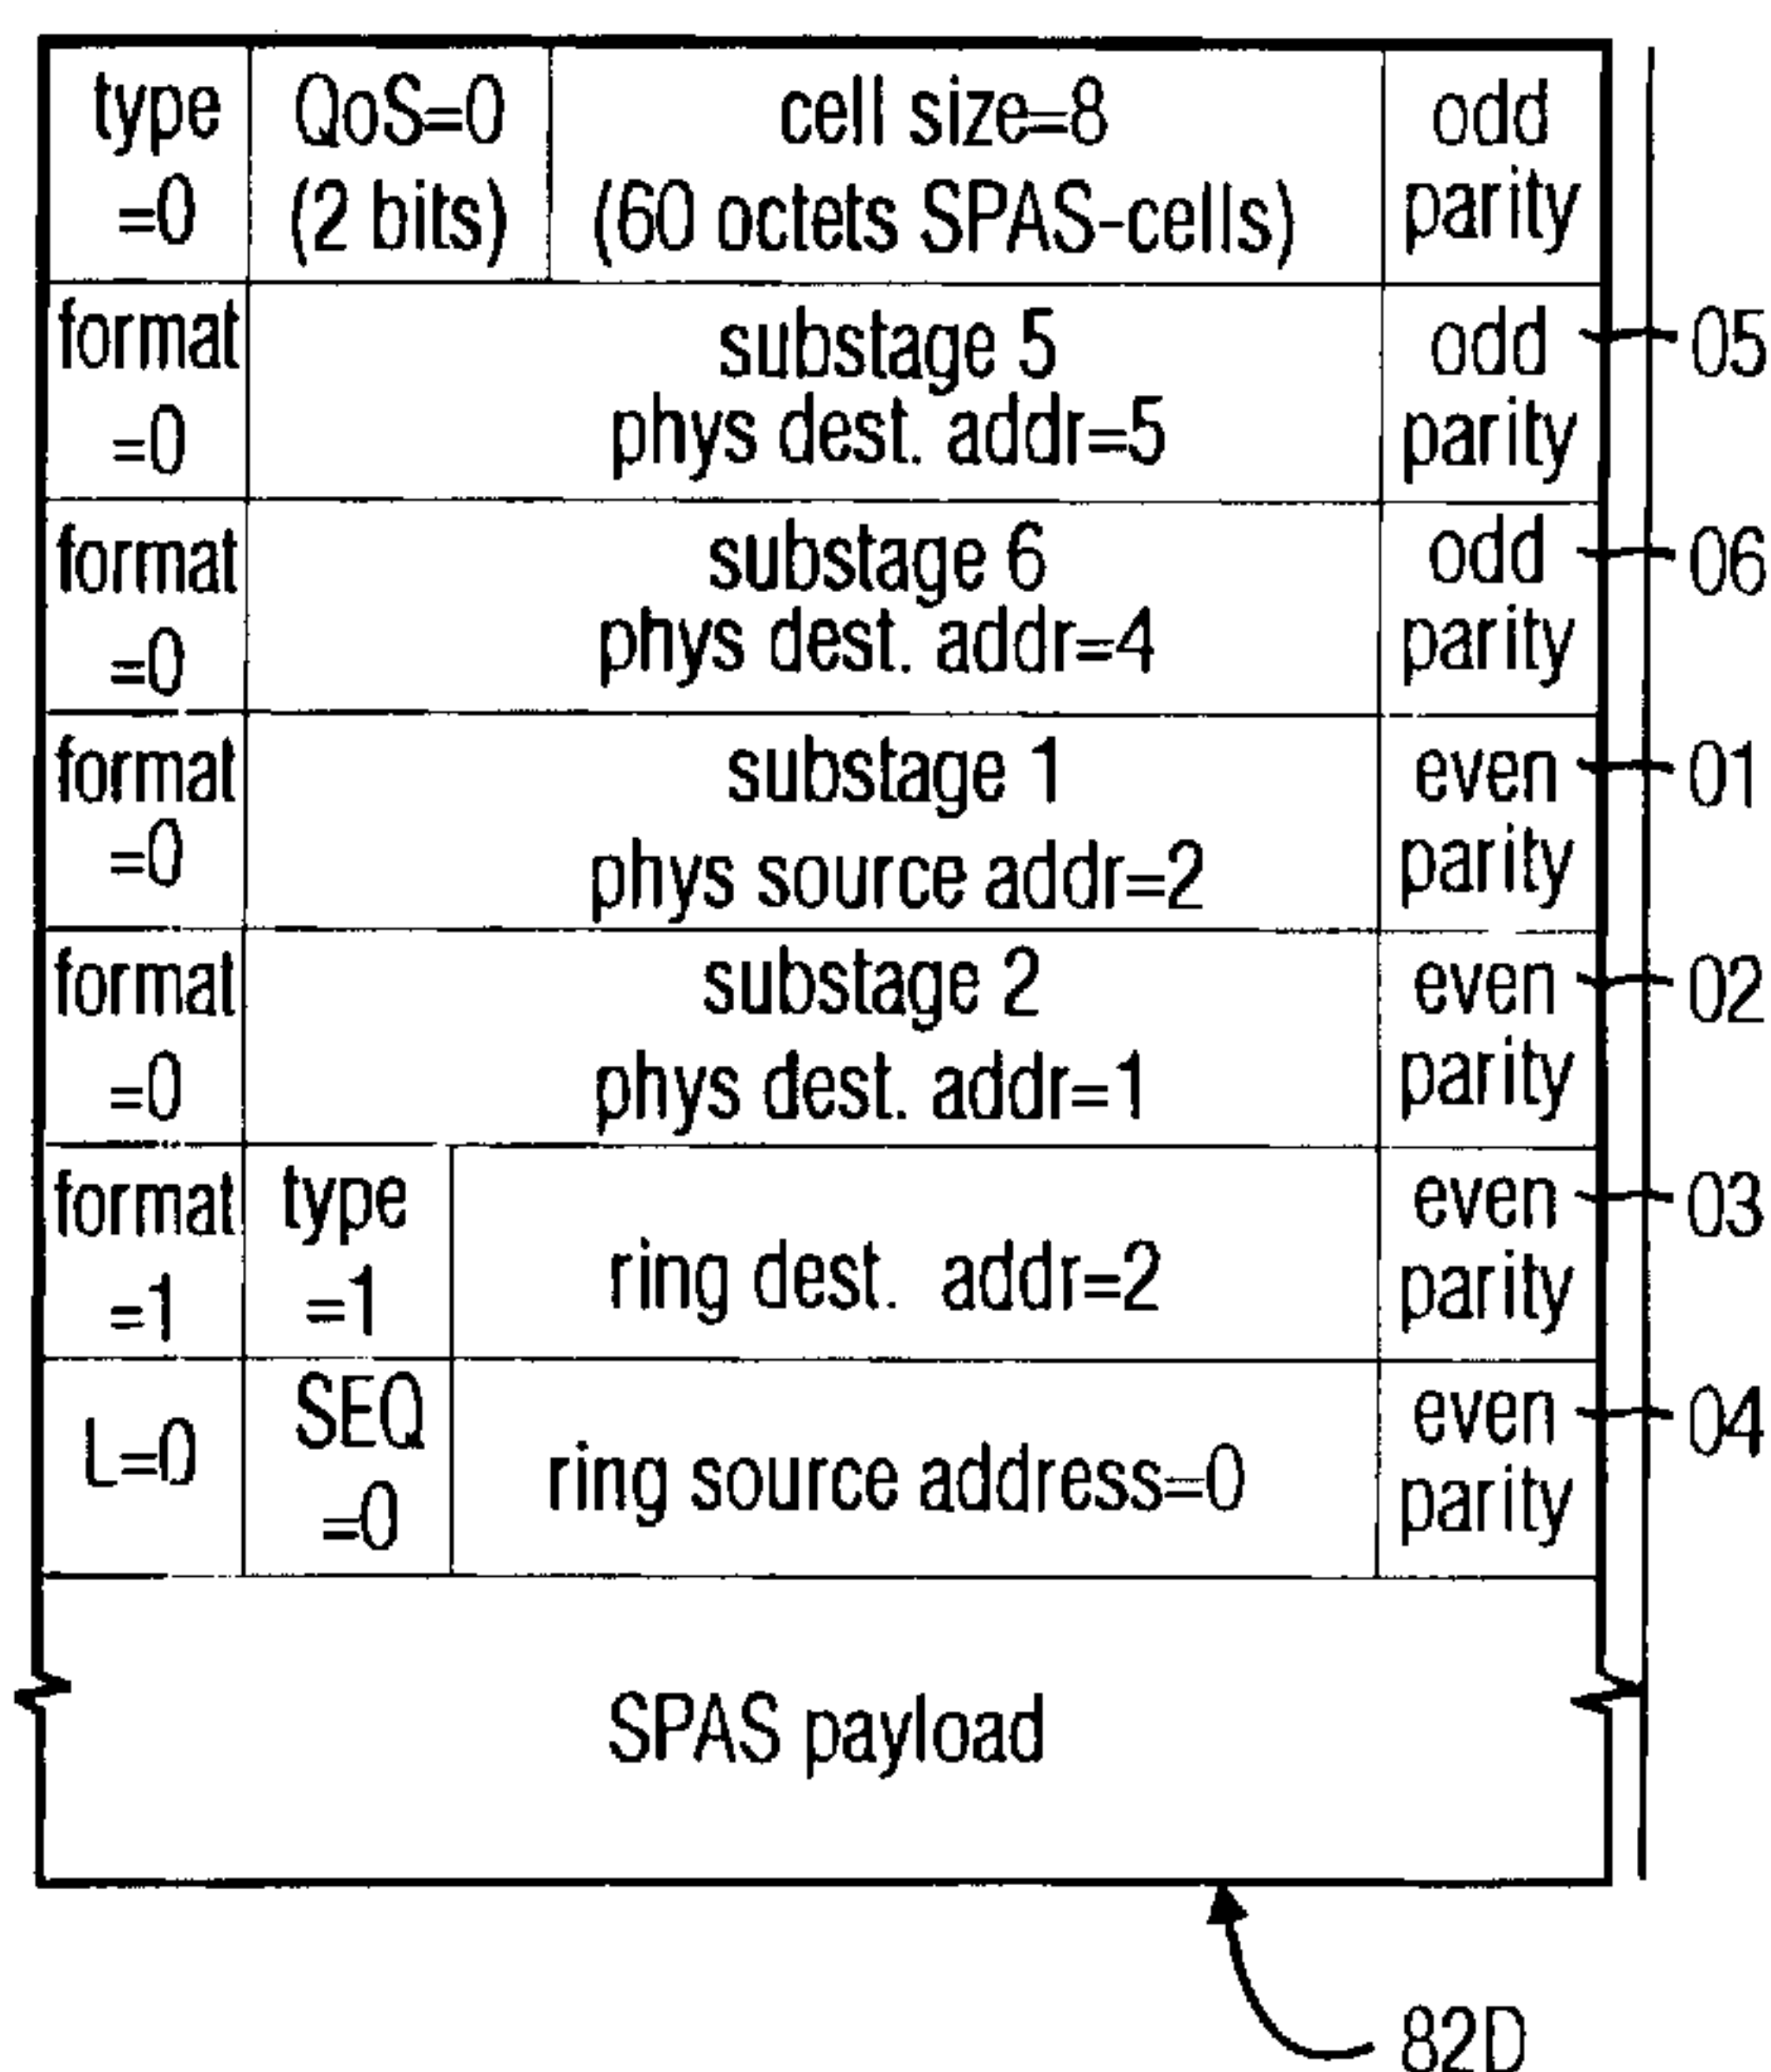 type QoS=0 cell size=8 odd
=0 (2 bits) (60 octets SPAS-cells) parity
format substage 5 odd 05
=0 phys dest. addr=5 parity
format substage 6 odd 06
=0 phys dest. addr=4 parity
format substage 1 even 01
=0 phys source addr=2 parity
format substage 2 even 02
=0 phys dest. addr=1 parity
format type ring dest. addr=2 even 03
=1 =1 parity
L=0 SEQ ring source address=0 even 04
=0 parity
SPAS payload
82D